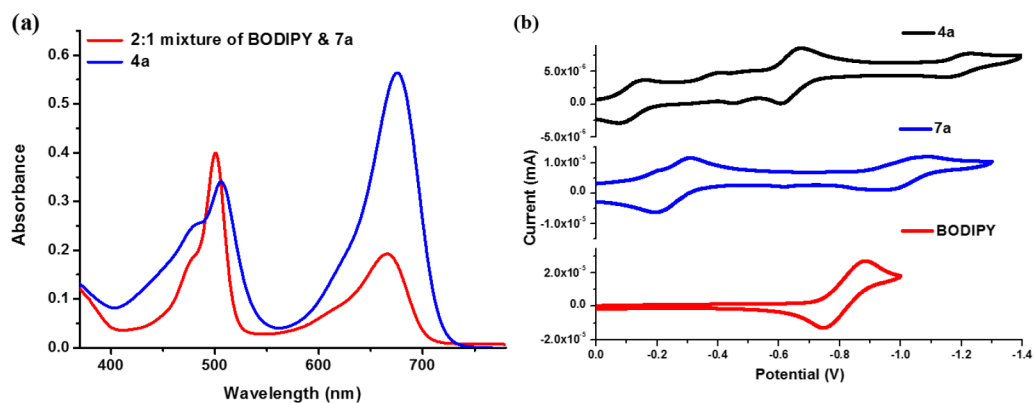 (a)
2:1 mixture of BODIPY & 7a
4a
0.6
0.5
0.4
0.3
0.2
0.1
0.0
Absorbance
400
500
600
700
Wavelength (nm)
(b)
4a
5.0x10⁻⁶
0.0
-5.0x10⁻⁶
7a
1.0x10⁻⁵
0.0
-1.0x10⁻⁵
BODIPY
2.0x10⁻⁵
0.0
-2.0x10⁻⁵
Current (mA)
0.0
-0.2
-0.4
-0.6
-0.8
-1.0
-1.2
-1.4
Potential (V)